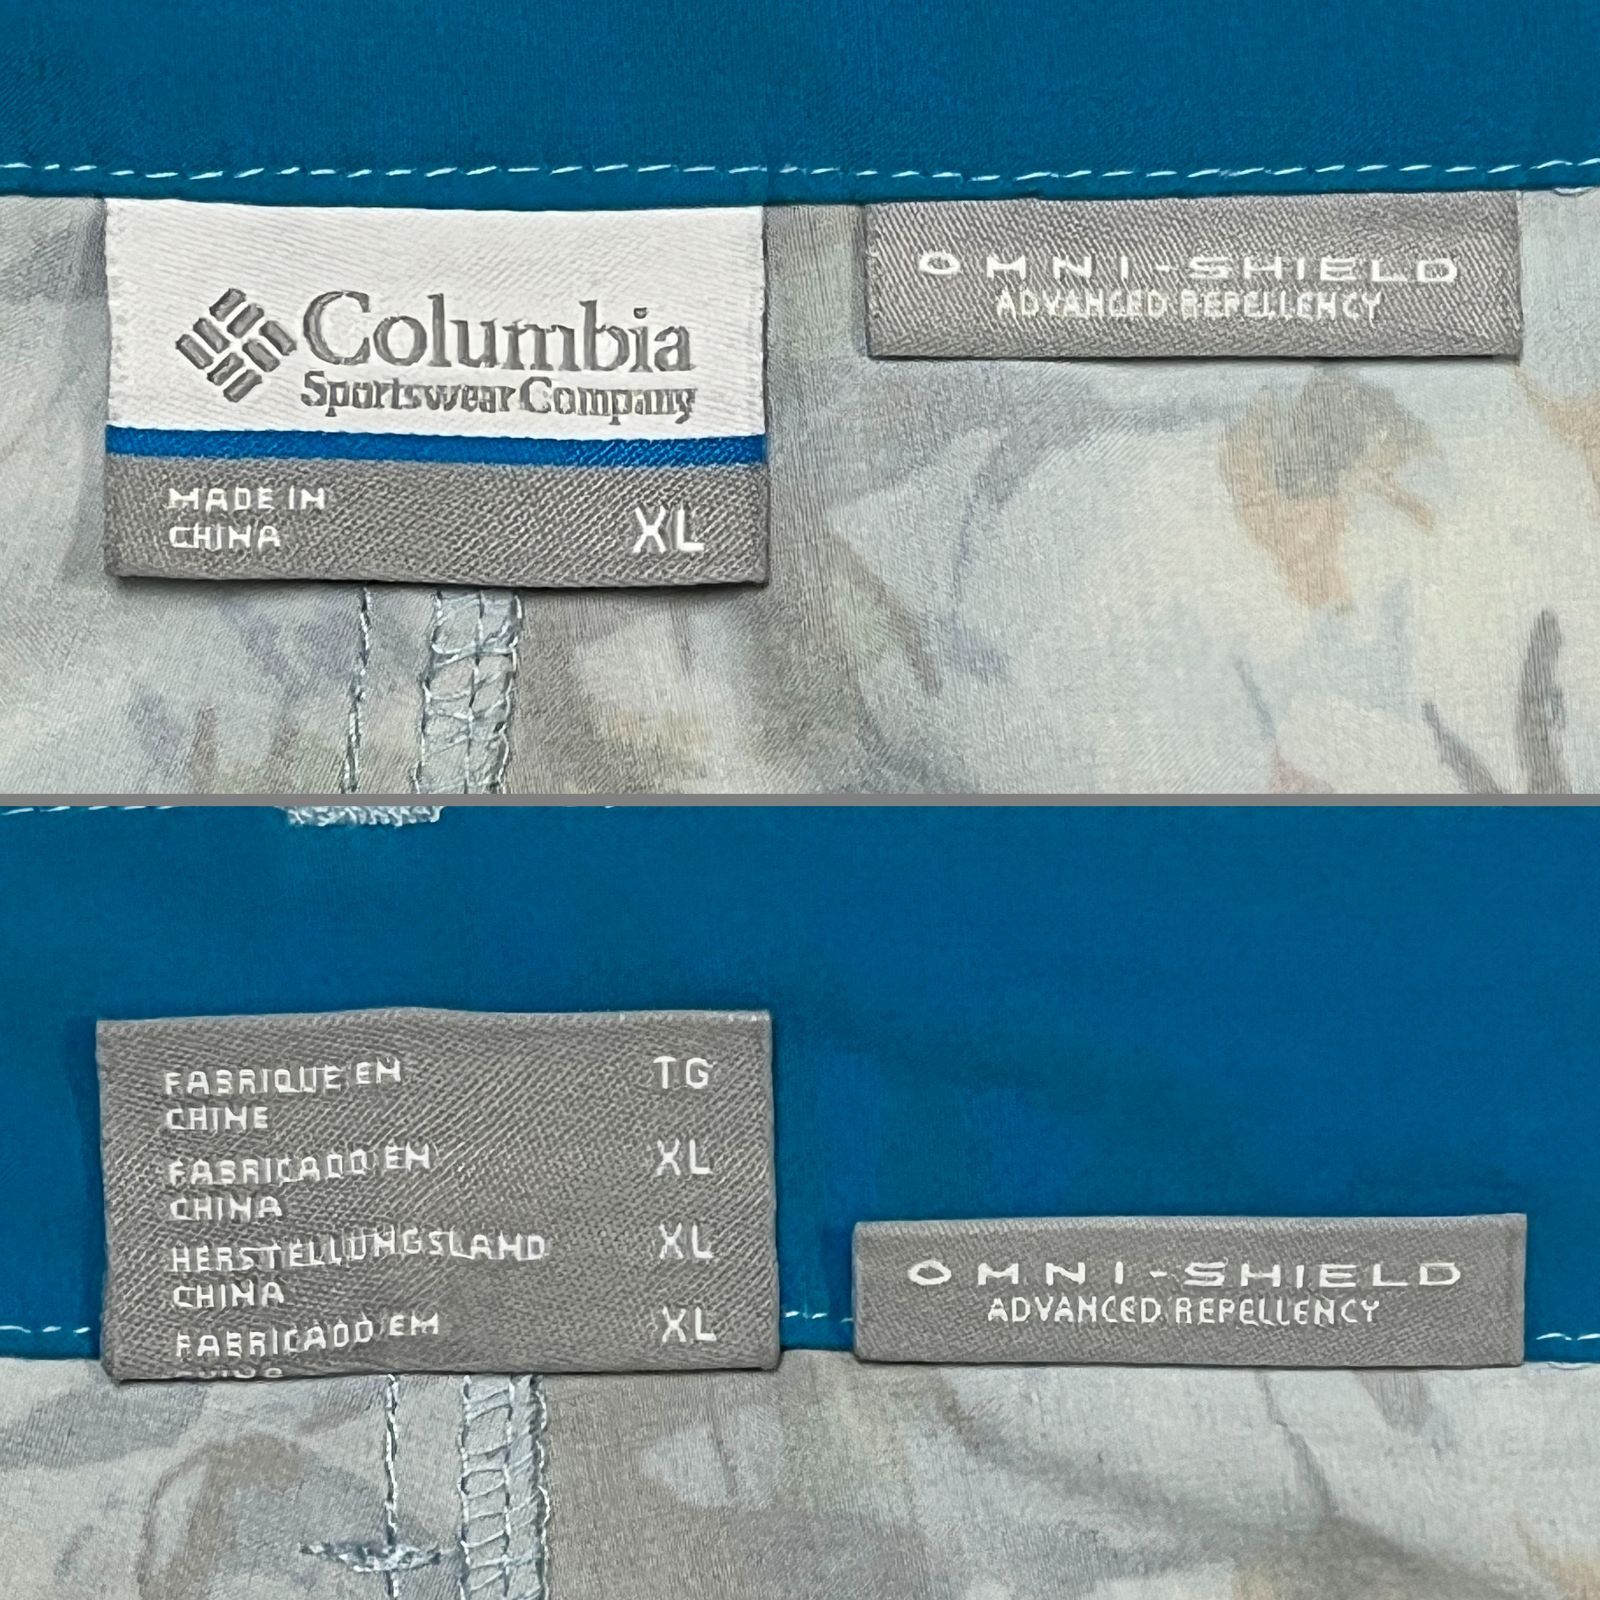 Columbia
Sportswear Company
MADE IN
CHINA
XL
OMNI-SHIELD
ADVANCED REPELLENCY
FABRIQUE EN
CHINE
TG
FABRICADO EN
CHINA
XL
HERSTELLUNGSLAND
CHINA
XL
FABRICADO EM
XL
OMNI-SHIELD
ADVANCED REPELLENCY